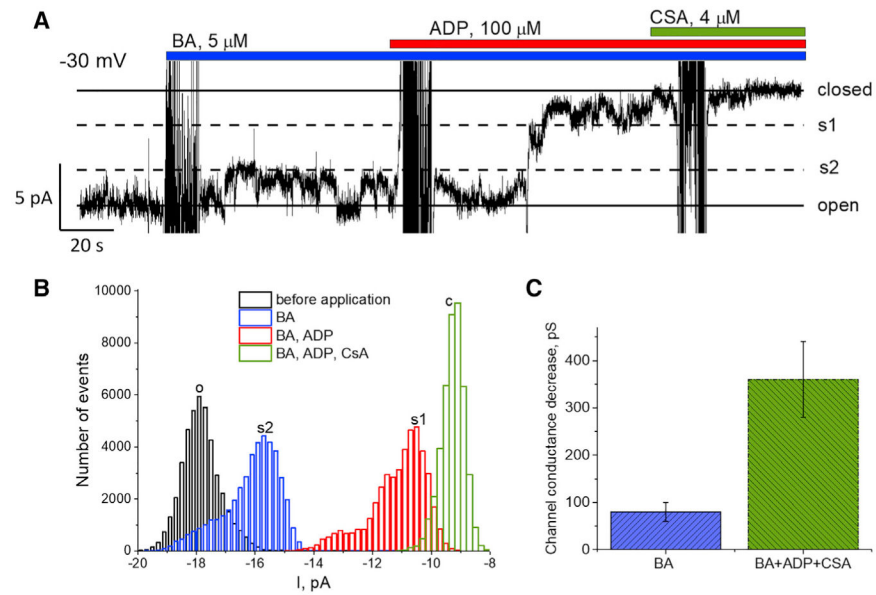 A
CSA, 4 μM
ADP, 100 μM
BA, 5 μM
-30 mV
closed
s1
s2
5 pA
open
20 s
B
C
10000
8000
6000
4000
2000
0
Number of events
before application
BA
BA, ADP
BA, ADP, CsA
o
s2
s1
c
-20 -18 -16 -14 -12 -10 -8
I, pA
Channel conductance decrease, pS
400
300
200
100
0
BA BA+ADP+CSA